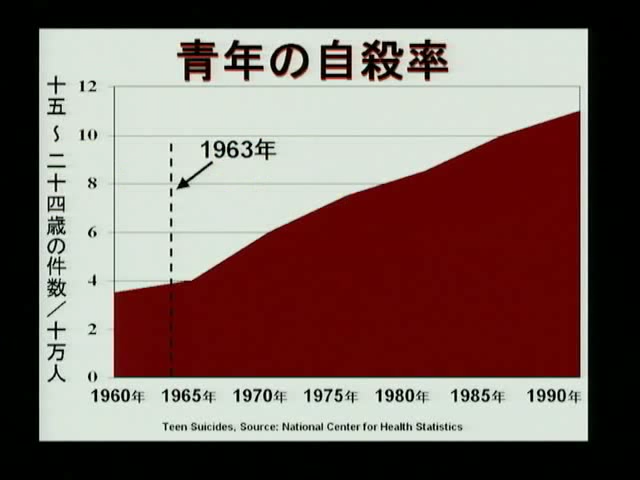 青年の自殺率
十五～二十四歳の件数／十万人
12
10
8
6
4
2
0
1963年
1960年 1965年 1970年 1975年 1980年 1985年 1990年
Teen Suicides, Source: National Center for Health Statistics